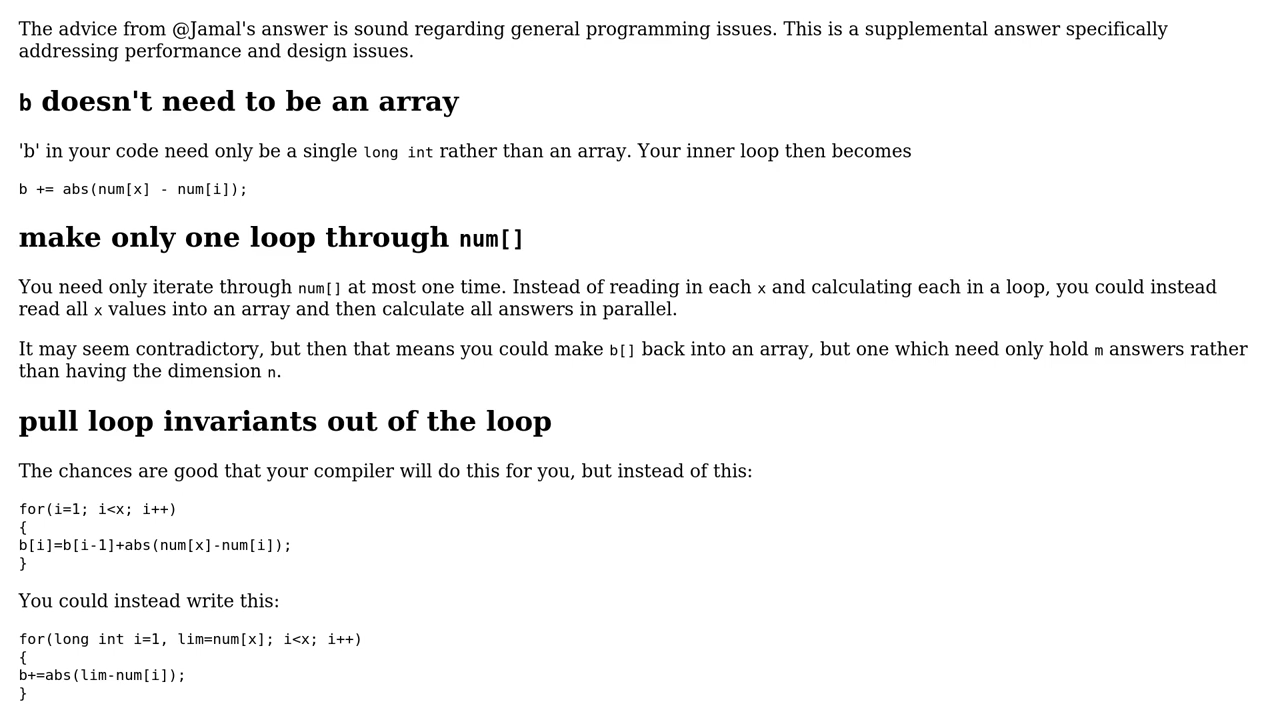 The advice from @Jamal's answer is sound regarding general programming issues. This is a supplemental answer specifically
addressing performance and design issues.
b doesn't need to be an array
'b' in your code need only be a single long int rather than an array. Your inner loop then becomes
b += abs(num[x] - num[i]);
make only one loop through num[]
You need only iterate through num[] at most one time. Instead of reading in each x and calculating each in a loop, you could instead
read all x values into an array and then calculate all answers in parallel.
It may seem contradictory, but then that means you could make b[] back into an array, but one which need only hold m answers rather
than having the dimension n.
pull loop invariants out of the loop
The chances are good that your compiler will do this for you, but instead of this:
for(i=1; i<x; i++)
{
b[i]=b[i-1]+abs(num[x]-num[i]);
}
You could instead write this:
for(long int i=1, lim=num[x]; i<x; i++)
{
b+=abs(lim-num[i]);
}